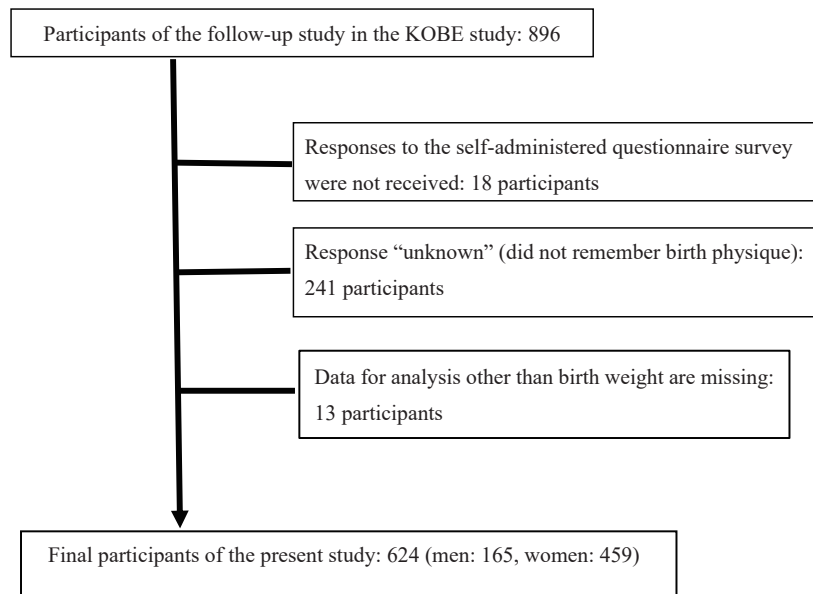 Participants of the follow-up study in the KOBE study: 896
Responses to the self-administered questionnaire survey
were not received: 18 participants
Response “unknown” (did not remember birth physique):
241 participants
Data for analysis other than birth weight are missing:
13 participants
Final participants of the present study: 624 (men: 165, women: 459)